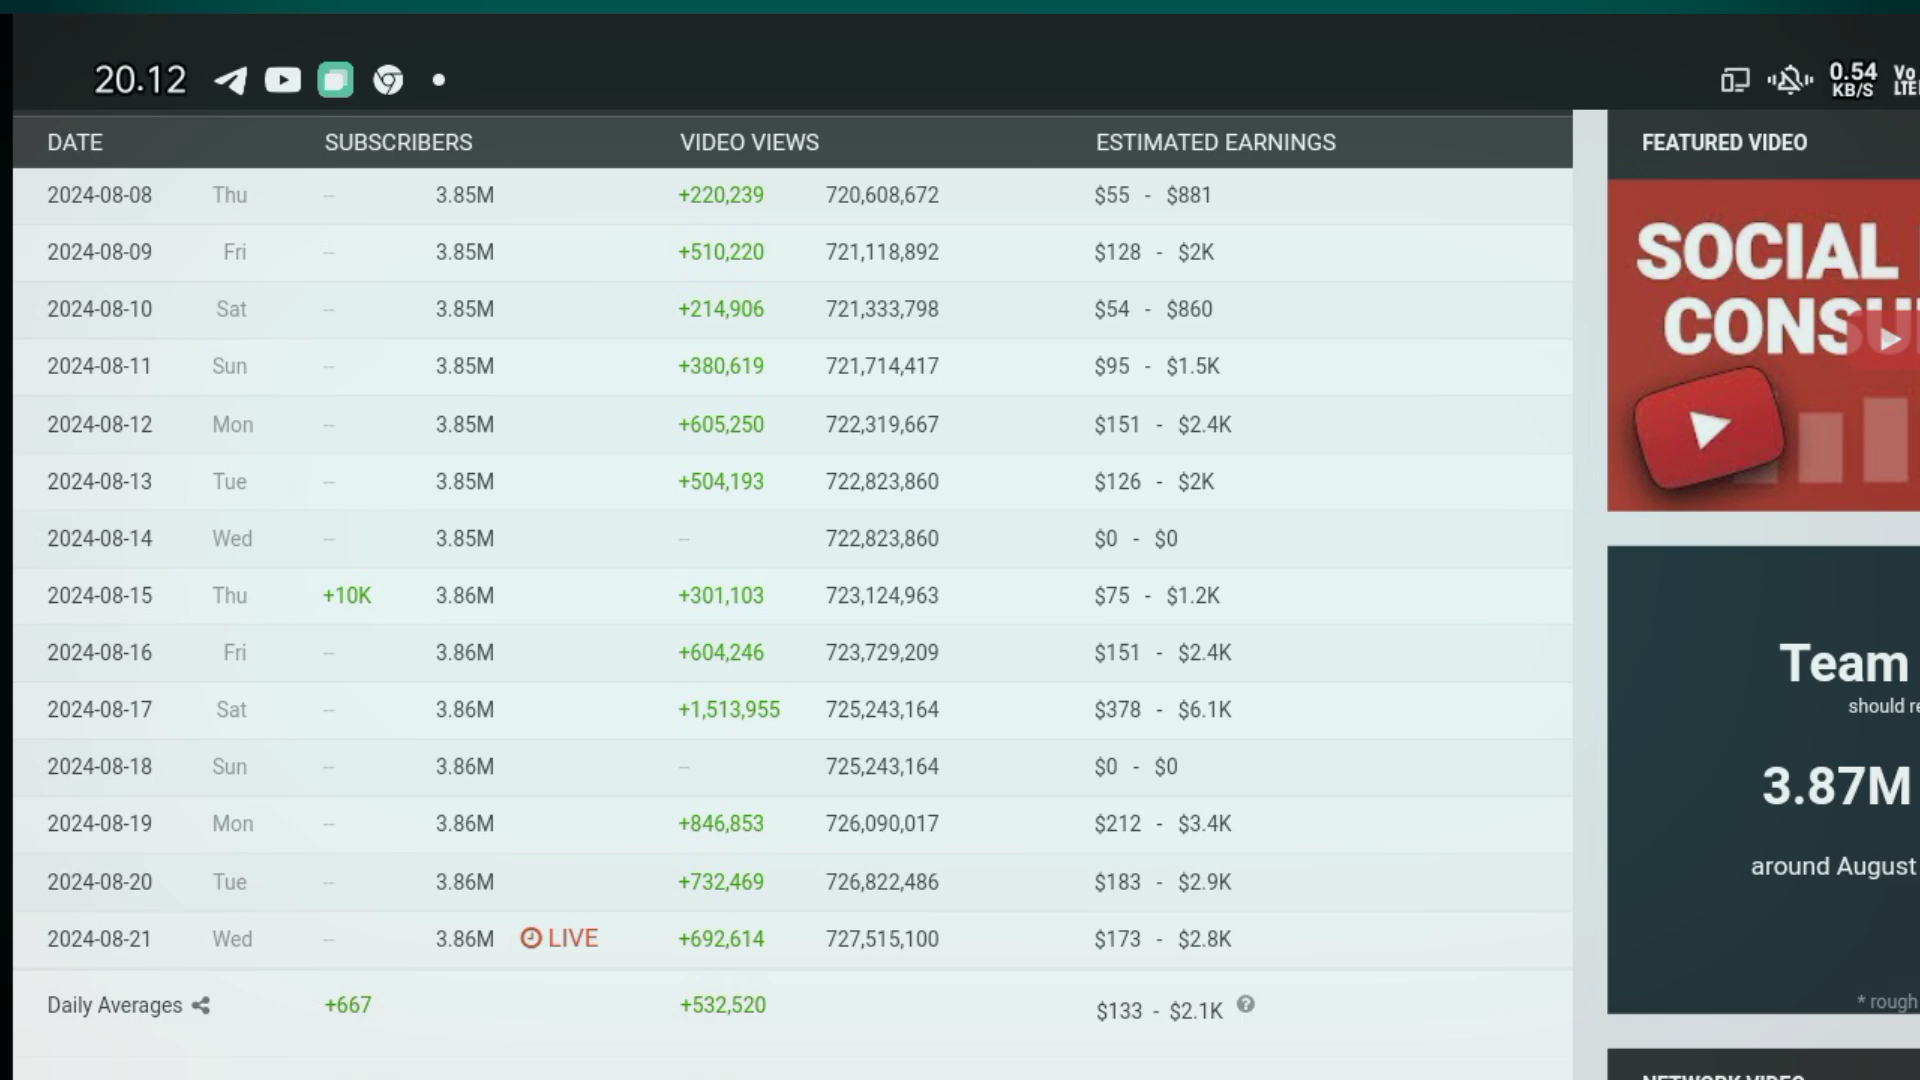 20.12
0.54
KB/S
Vo
LTE
DATE SUBSCRIBERS VIDEO VIEWS ESTIMATED EARNINGS
FEATURED VIDEO
2024-08-08 Thu -- 3.85M +220,239 720,608,672 $55 - $881
2024-08-09 Fri -- 3.85M +510,220 721,118,892 $128 - $2K
2024-08-10 Sat -- 3.85M +214,906 721,333,798 $54 - $860
2024-08-11 Sun -- 3.85M +380,619 721,714,417 $95 - $1.5K
2024-08-12 Mon -- 3.85M +605,250 722,319,667 $151 - $2.4K
2024-08-13 Tue -- 3.85M +504,193 722,823,860 $126 - $2K
2024-08-14 Wed -- 3.85M -- 722,823,860 $0 - $0
2024-08-15 Thu +10K 3.86M +301,103 723,124,963 $75 - $1.2K
2024-08-16 Fri -- 3.86M +604,246 723,729,209 $151 - $2.4K
2024-08-17 Sat -- 3.86M +1,513,955 725,243,164 $378 - $6.1K
2024-08-18 Sun -- 3.86M -- 725,243,164 $0 - $0
2024-08-19 Mon -- 3.86M +846,853 726,090,017 $212 - $3.4K
2024-08-20 Tue -- 3.86M +732,469 726,822,486 $183 - $2.9K
2024-08-21 Wed -- 3.86M LIVE +692,614 727,515,100 $173 - $2.8K
Daily Averages +667 +532,520 $133 - $2.1K
SOCIAL
CONSU
Team
should re
3.87M
around August
* rough
NETWORK VIDEO